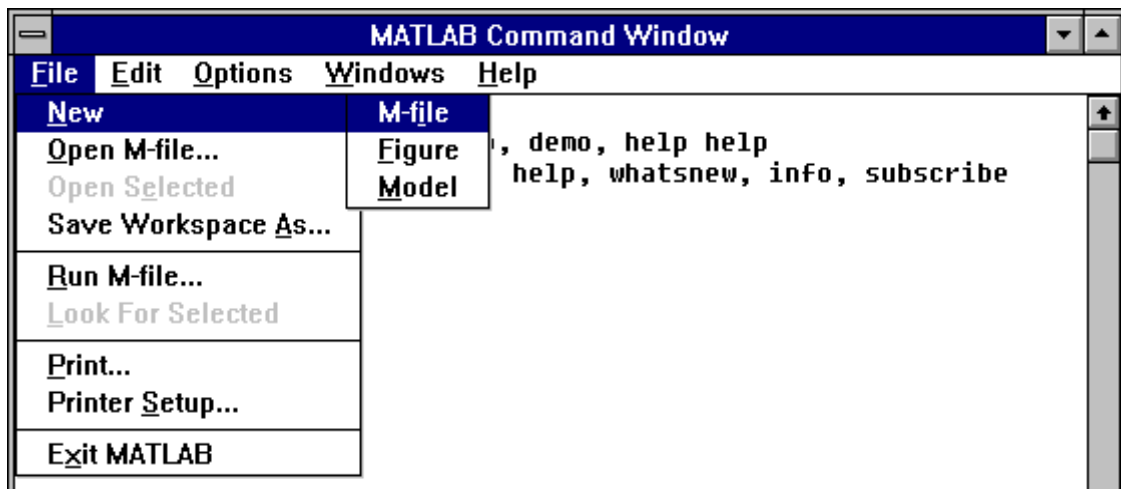 MATLAB Command Window
File Edit Options Windows Help
New
M-file
Figure
Model
Open M-file...
Open Selected
Save Workspace As...
Run M-file...
Look For Selected
Print...
Printer Setup...
Exit MATLAB
, demo, help help
help, whatsnew, info, subscribe